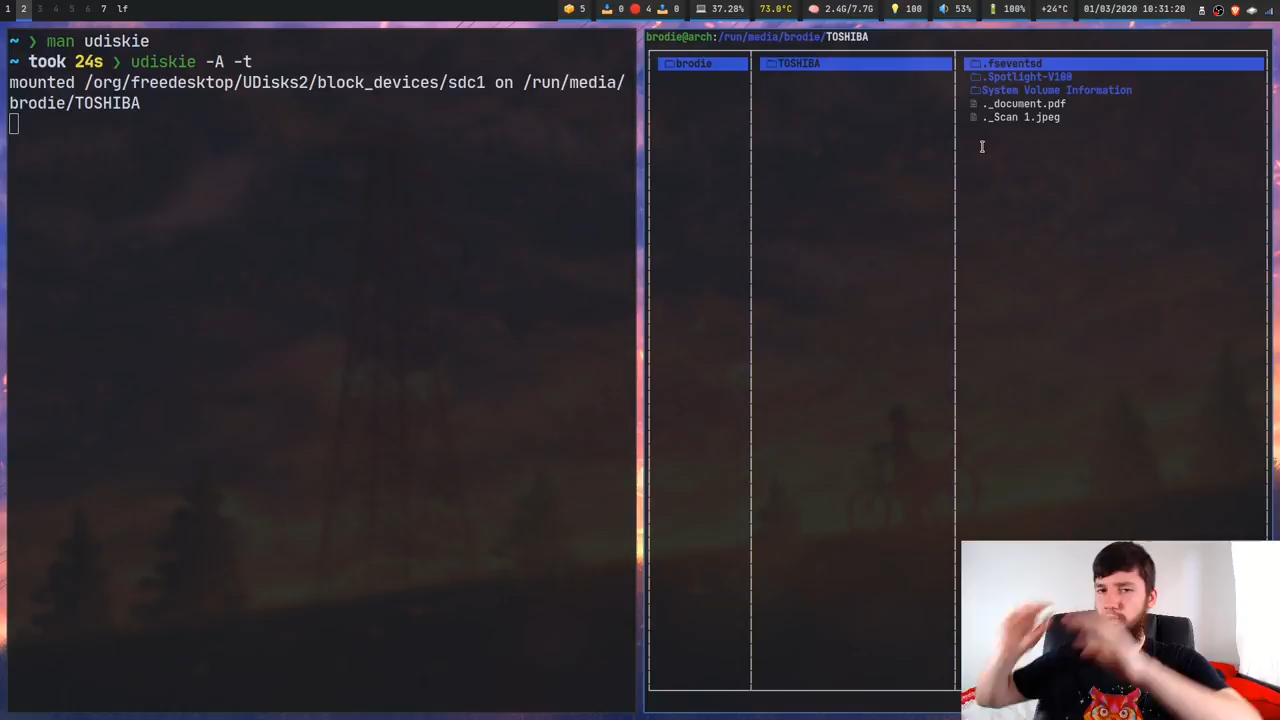 1 2 3 4 5 6 7 lf
5 0 4 0 37.28% 73.0°C 2.4G/7.7G 100 53% 100% +24°C 01/03/2020 10:31:20
~ ❯ man udiskie
~ took 24s ❯ udiskie -A -t
mounted /org/freedesktop/UDisks2/block_devices/sdc1 on /run/media/
brodie/TOSHIBA
brodie@arch:/run/media/brodie/TOSHIBA
brodie
TOSHIBA
.fseventsd
.Spotlight-V100
System Volume Information
._document.pdf
._Scan 1.jpeg